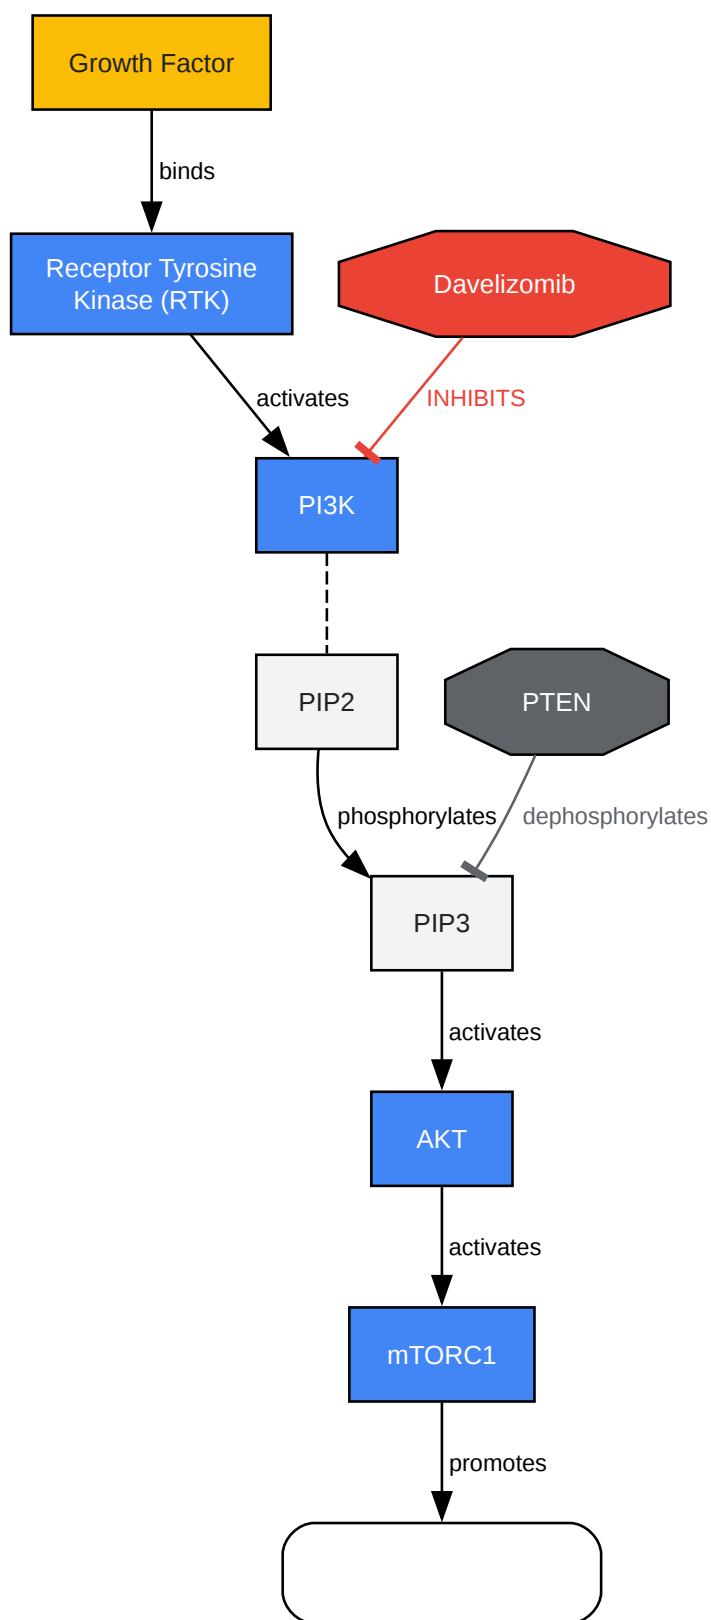 Growth Factor
binds
Receptor Tyrosine
Kinase (RTK)
Davelizomib
activates
INHIBITS
PI3K
PIP2
PTEN
phosphorylates
dephosphorylates
PIP3
activates
AKT
activates
mTORC1
promotes